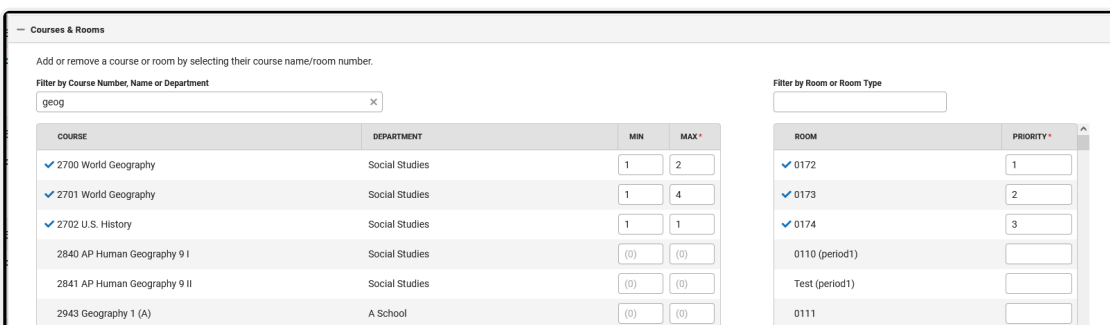 Courses & Rooms
Add or remove a course or room by selecting their course name/room number.
Filter by Course Number, Name or Department
geog
COURSE DEPARTMENT MIN MAX *
2700 World Geography Social Studies 1 2
2701 World Geography Social Studies 1 4
2702 U.S. History Social Studies 1 1
2840 AP Human Geography 9 I Social Studies (0) (0)
2841 AP Human Geography 9 II Social Studies (0) (0)
2943 Geography 1 (A) A School (0) (0)
Filter by Room or Room Type
ROOM PRIORITY *
0172 1
0173 2
0174 3
0110 (period1)
Test (period1)
0111